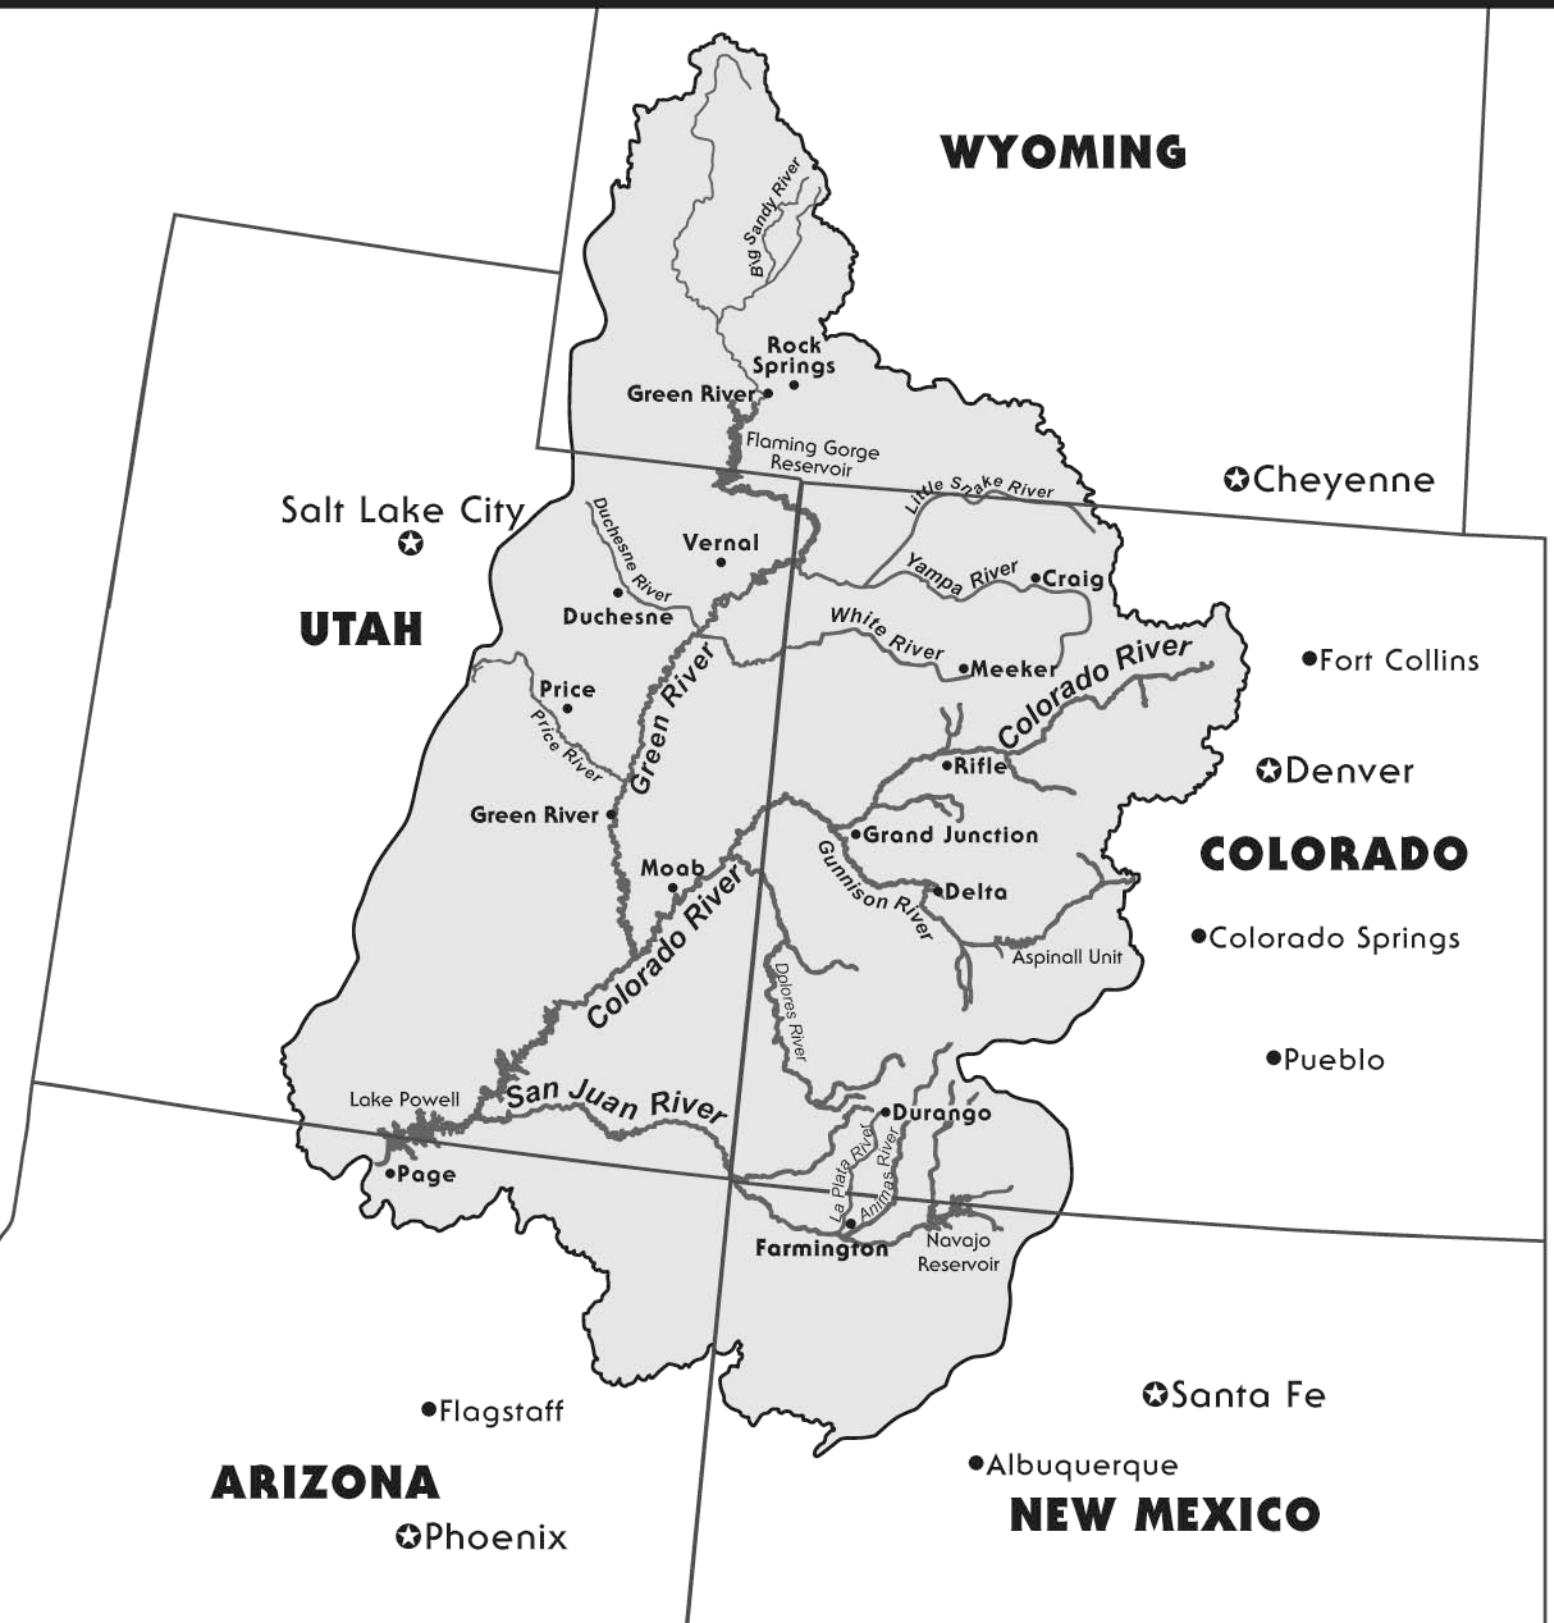 WYOMING
Big Sandy River
Rock
Springs
Green River
Flaming Gorge
Reservoir
Little Snake River
Cheyenne
Salt Lake City
Duchesne River
Vernal
Yampa River
Craig
Duchesne
UTAH
White River
Meeker
Colorado River
Fort Collins
Green River
Price
Price River
Rifle
Denver
Green River
Grand Junction
COLORADO
Moab
Gunnison River
Delta
Colorado River
Colorado Springs
Aspinall Unit
Dolores River
Pueblo
Lake Powell
San Juan River
Durango
La Plata River
Animas River
Page
Farmington
Navajo
Reservoir
Santa Fe
Flagstaff
Albuquerque
ARIZONA
NEW MEXICO
Phoenix